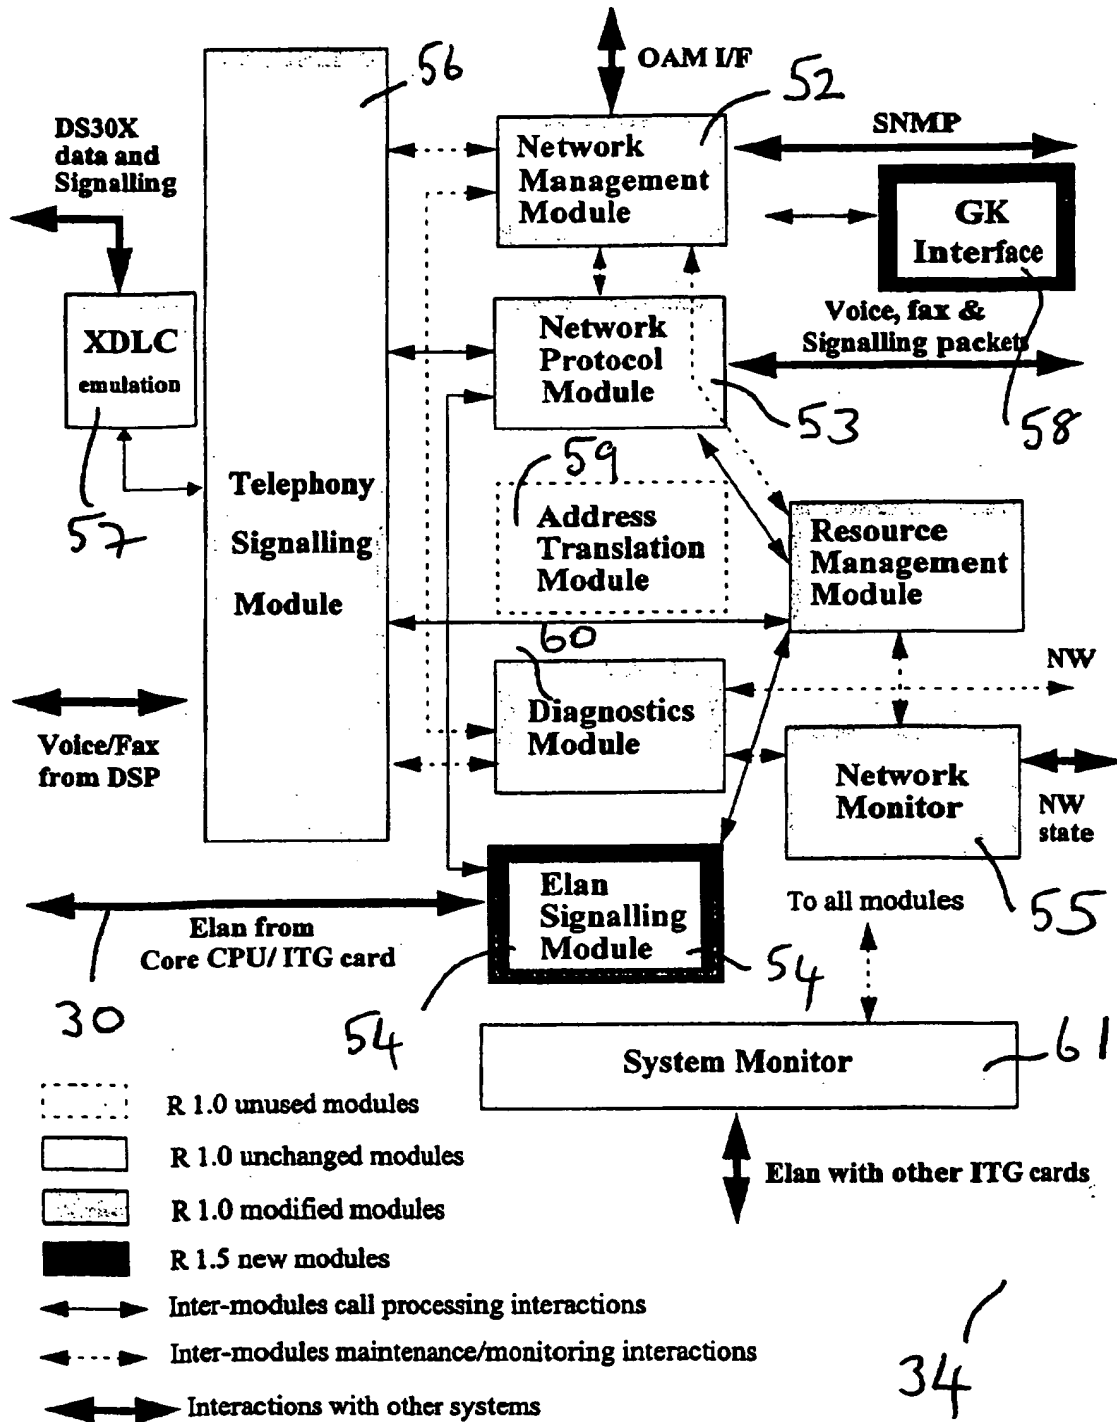 OAM I/F
56
52
DS30X
data and
Signalling
SNMP
Network
Management
Module
GK
Interface
XDLC
emulation
Network
Protocol
Module
Voice, fax &
Signalling packets
53
58
59
57
Telephony
Signalling
Module
Address
Translation
Module
Resource
Management
Module
60
NW
Diagnostics
Module
Voice/Fax
from DSP
Network
Monitor
NW
state
Elan
Signalling
Module
To all modules
55
Elan from
Core CPU/ ITG card
54
30
54
System Monitor
61
R 1.0 unused modules
R 1.0 unchanged modules
Elan with other ITG cards
R 1.0 modified modules
R 1.5 new modules
Inter-modules call processing interactions
Inter-modules maintenance/monitoring interactions
34
Interactions with other systems